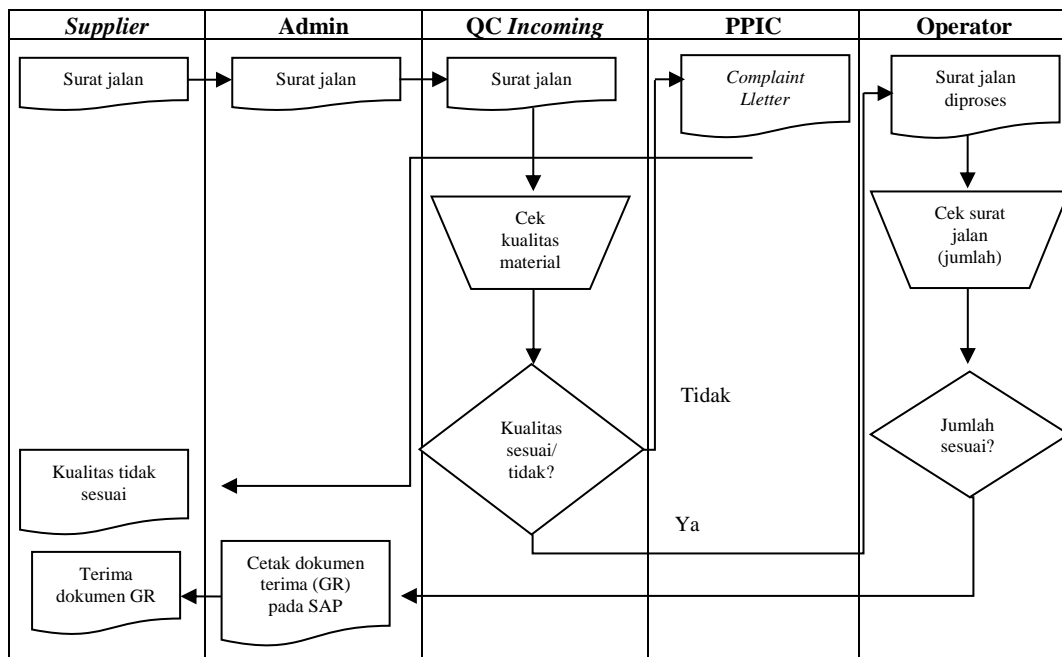 Supplier
Admin
QC Incoming
PPIC
Operator
Surat jalan
Surat jalan
Surat jalan
Complaint
Lletter
Surat jalan
diproses
Cek
kualitas
material
Cek surat
jalan
(jumlah)
Tidak
Kualitas
sesuai/
tidak?
Jumlah
sesuai?
Kualitas tidak
sesuai
Ya
Terima
dokumen GR
Cetak dokumen
terima (GR)
pada SAP